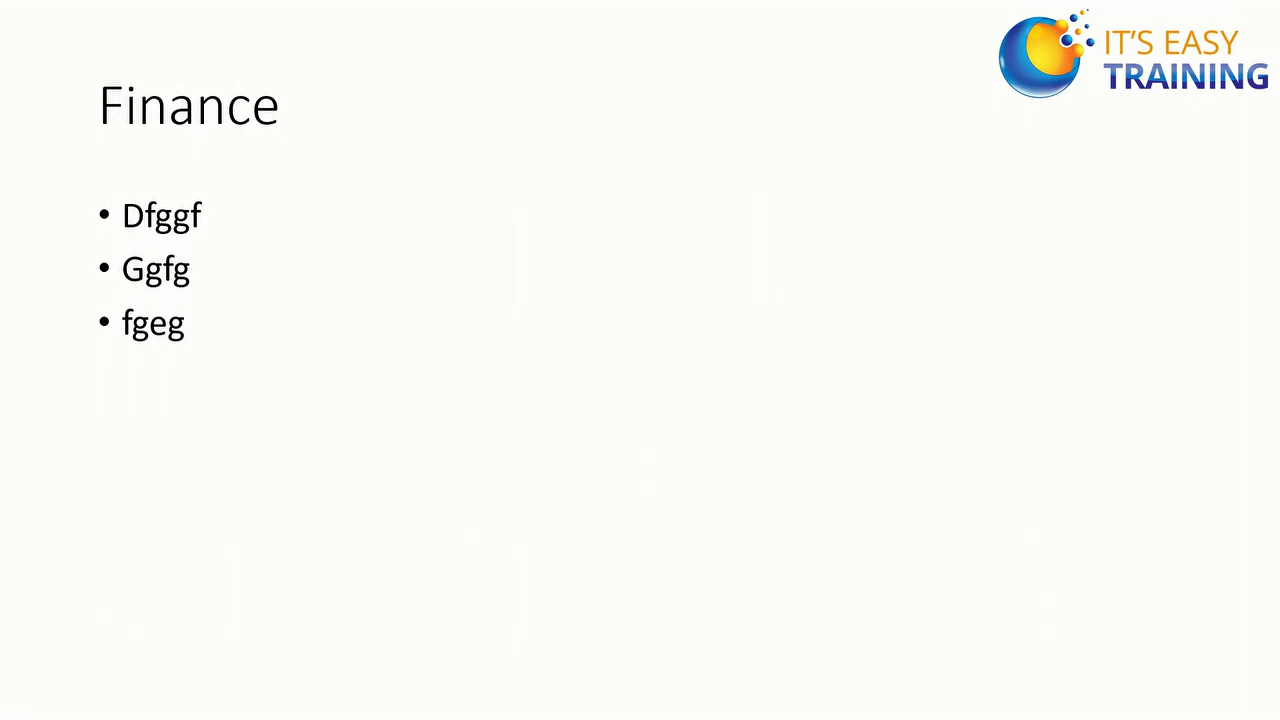 IT'S EASY
TRAINING
Finance
• Dfggf
• Ggfg
• fgeg